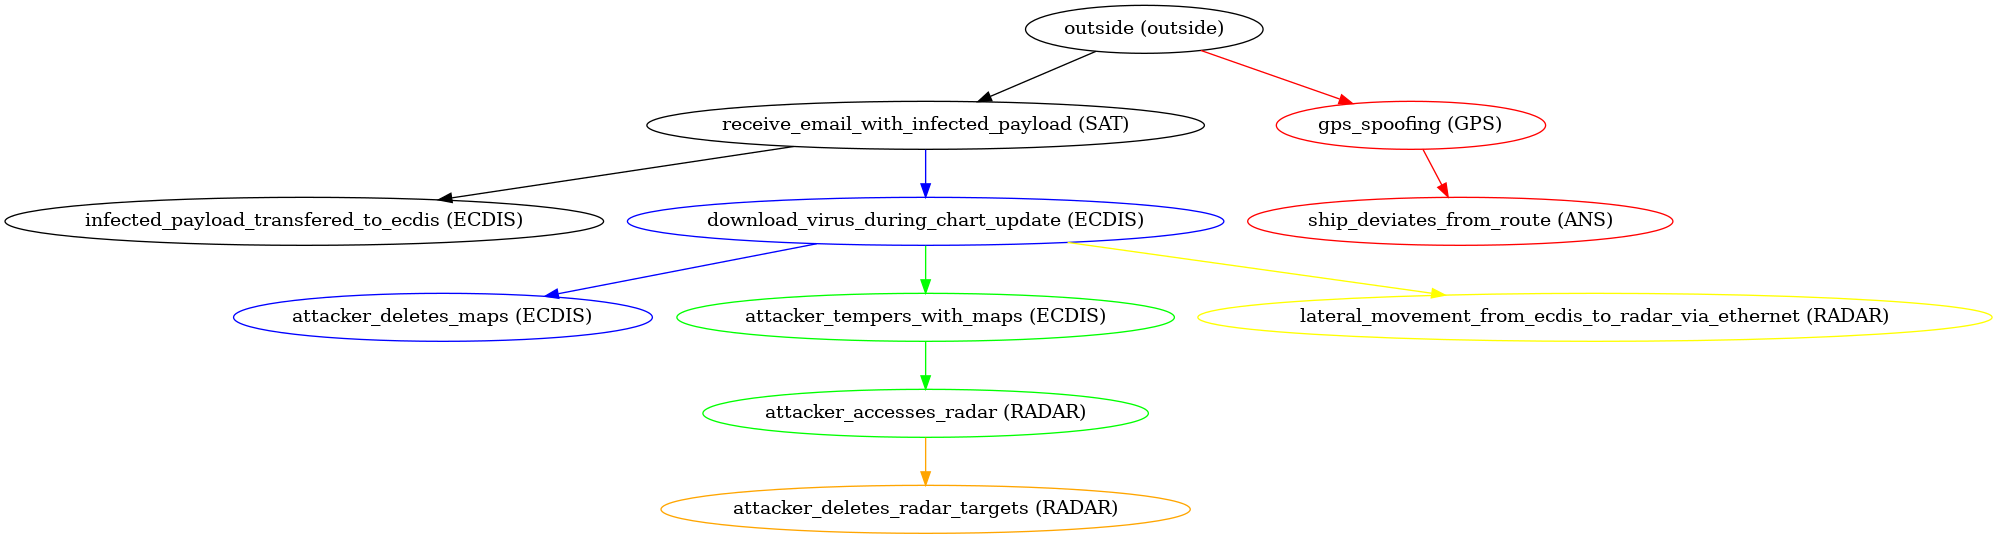 outside (outside)
receive_email_with_infected_payload (SAT)
gps_spoofing (GPS)
infected_payload_transfered_to_ecdis (ECDIS)
download_virus_during_chart_update (ECDIS)
ship_deviates_from_route (ANS)
attacker_deletes_maps (ECDIS)
attacker_tempers_with_maps (ECDIS)
lateral_movement_from_ecdis_to_radar_via_ethernet (RADAR)
attacker_accesses_radar (RADAR)
attacker_deletes_radar_targets (RADAR)